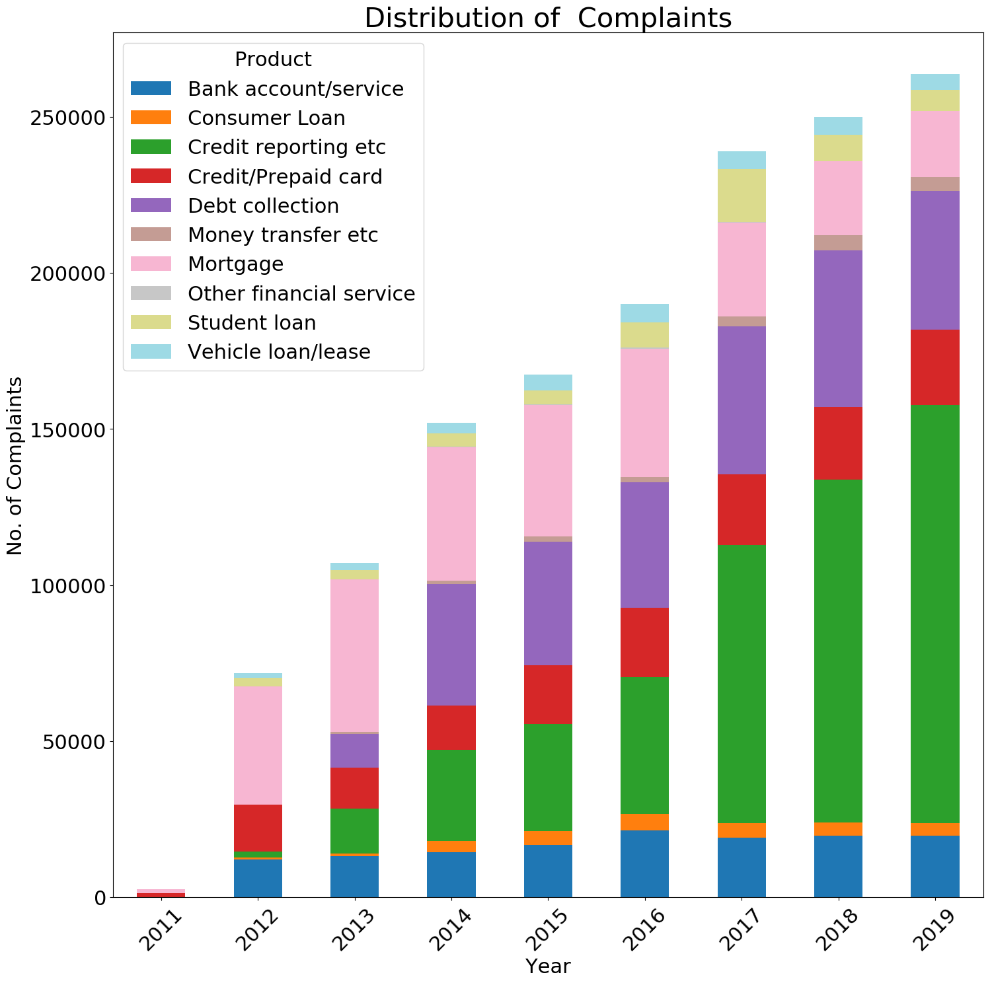 Distribution of  Complaints
Product
Bank account/service
Consumer Loan
Credit reporting etc
Credit/Prepaid card
Debt collection
Money transfer etc
Mortgage
Other financial service
Student loan
Vehicle loan/lease
No. of Complaints
250000
200000
150000
100000
50000
0
2011
2012
2013
2014
2015
2016
2017
2018
2019
Year